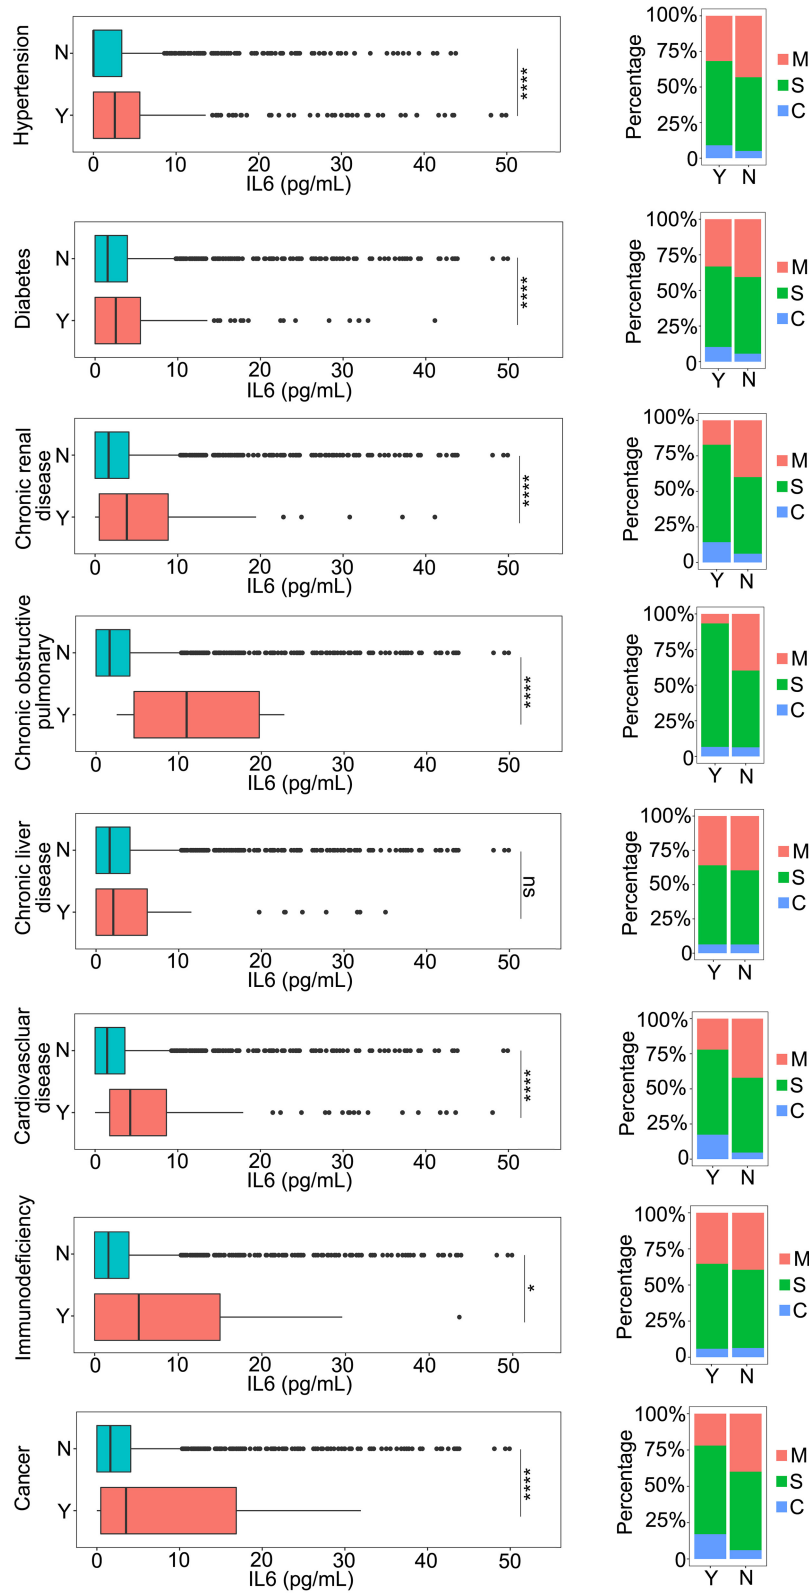 Hypertension
N
Y
****
0 10 20 30 40 50
IL6 (pg/mL)
Percentage
100%
75%
50%
25%
0
Y N
M
S
C
Diabetes
N
Y
****
0 10 20 30 40 50
IL6 (pg/mL)
Percentage
100%
75%
50%
25%
0
Y N
M
S
C
Chronic renal
disease
N
Y
****
0 10 20 30 40 50
IL6 (pg/mL)
Percentage
100%
75%
50%
25%
0
Y N
M
S
C
Chronic obstructive
pulmonary
N
Y
****
0 10 20 30 40 50
IL6 (pg/mL)
Percentage
100%
75%
50%
25%
0
Y N
M
S
C
Chronic liver
disease
N
Y
ns
0 10 20 30 40 50
IL6 (pg/mL)
Percentage
100%
75%
50%
25%
0
Y N
M
S
C
Cardiovascluar
disease
N
Y
****
0 10 20 30 40 50
IL6 (pg/mL)
Percentage
100%
75%
50%
25%
0
Y N
M
S
C
Immunodeficiency
N
Y
*
0 10 20 30 40 50
IL6 (pg/mL)
Percentage
100%
75%
50%
25%
0
Y N
M
S
C
Cancer
N
Y
****
0 10 20 30 40 50
IL6 (pg/mL)
Percentage
100%
75%
50%
25%
0
Y N
M
S
C